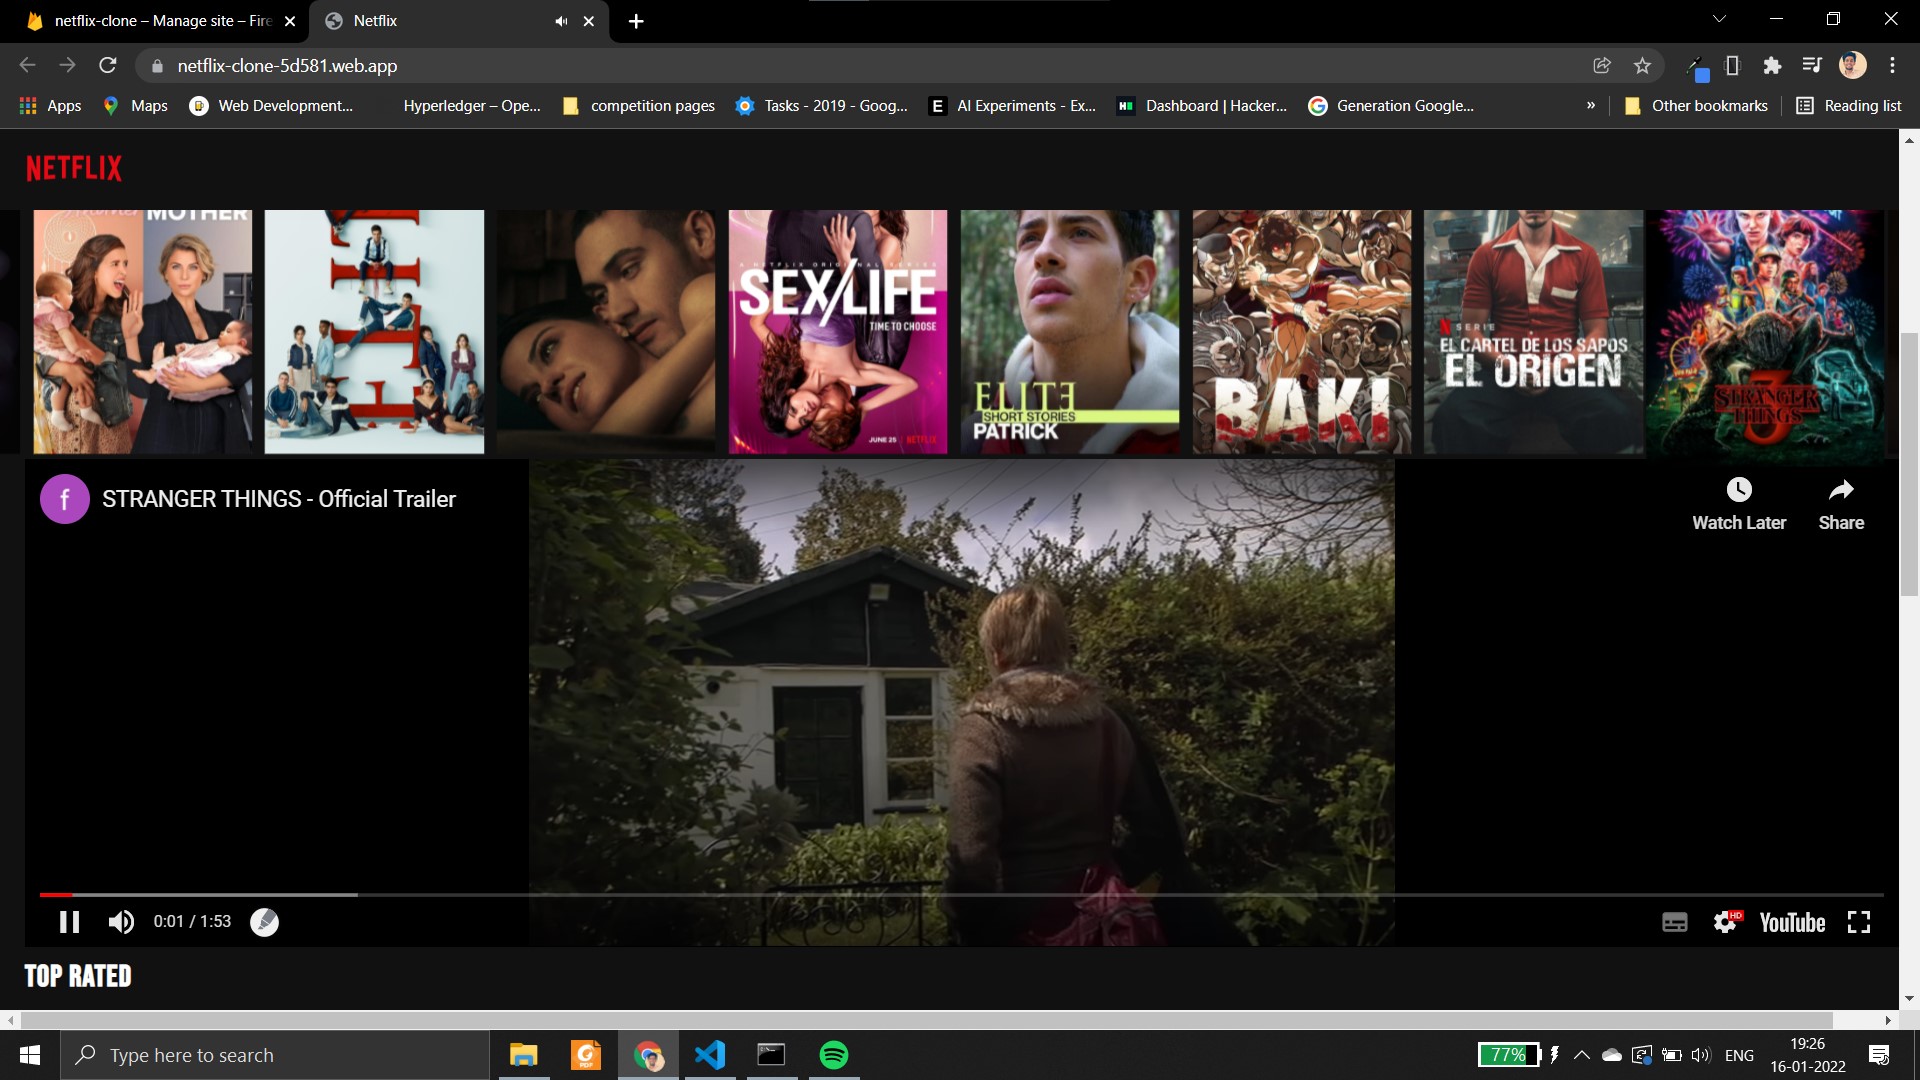 netflix-clone – Manage site – Fire
Netflix
netflix-clone-5d581.web.app
Apps
Maps
Web Development...
Hyperledger – Ope...
competition pages
Tasks - 2019 - Goog...
AI Experiments - Ex...
Dashboard | Hacker...
Generation Google...
»
Other bookmarks
Reading list
NETFLIX
MOTHER
A NETFLIX ORIGINAL SERIES
SEX/LIFE
TIME TO CHOOSE
JUNE 25
NETFLIX
ELITE
SHORT STORIES
PATRICK
BAKI
N SERIE
EL CARTEL DE LOS SAPOS
EL ORIGEN
STRANGER
THINGS
3
f
STRANGER THINGS - Official Trailer
Watch Later
Share
0:01 / 1:53
HD
YouTube
TOP RATED
Type here to search
77%
ENG
19:26
16-01-2022